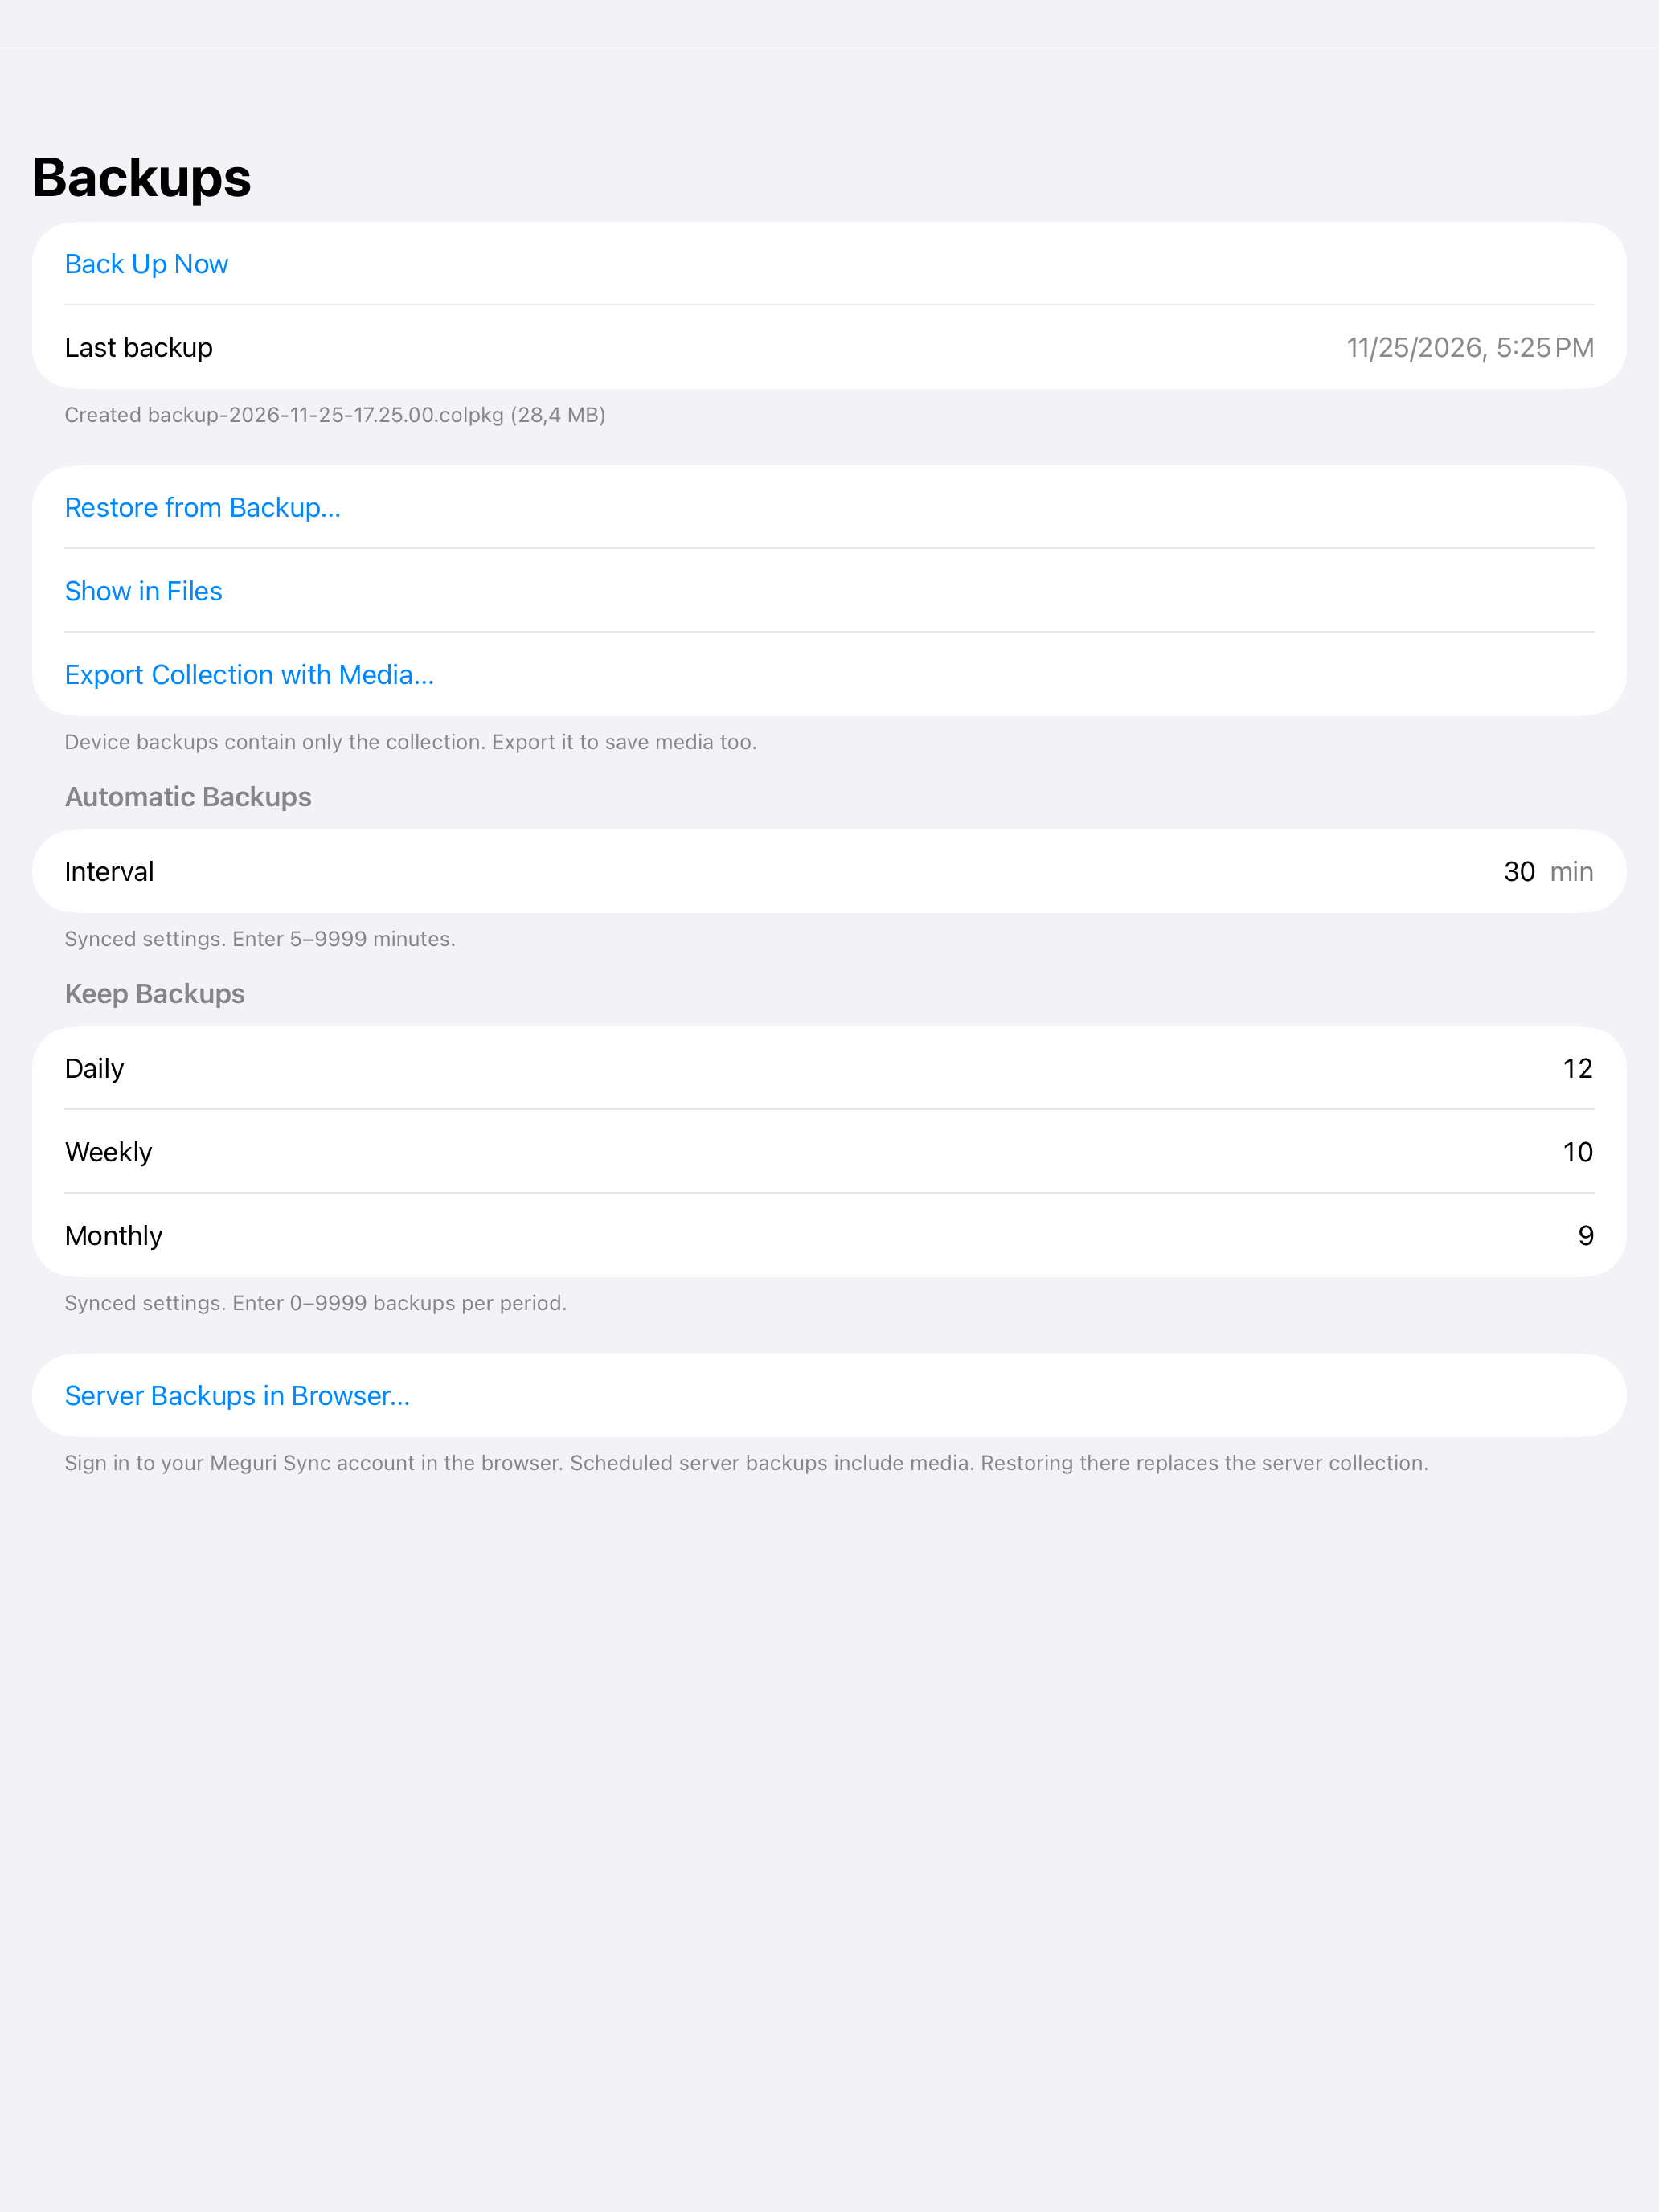 Backups
Back Up Now
Last backup 11/25/2026, 5:25 PM
Created backup-2026-11-25-17.25.00.colpkg (28,4 MB)
Restore from Backup...
Show in Files
Export Collection with Media...
Device backups contain only the collection. Export it to save media too.
Automatic Backups
Interval 30 min
Synced settings. Enter 5–9999 minutes.
Keep Backups
Daily 12
Weekly 10
Monthly 9
Synced settings. Enter 0–9999 backups per period.
Server Backups in Browser...
Sign in to your Meguri Sync account in the browser. Scheduled server backups include media. Restoring there replaces the server collection.